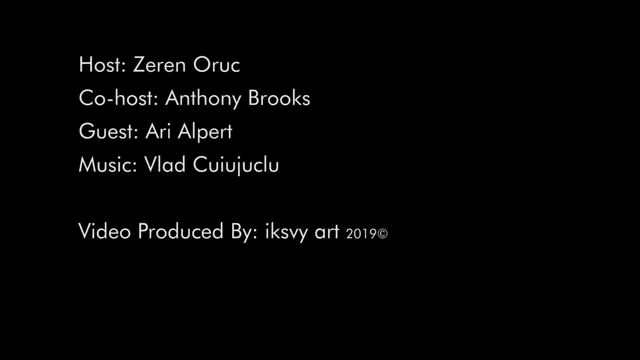 Host: Zeren Oruc
Co-host: Anthony Brooks
Guest: Ari Alpert
Music: Vlad Cuiujuclu
Video Produced By: iksvy art 2019©